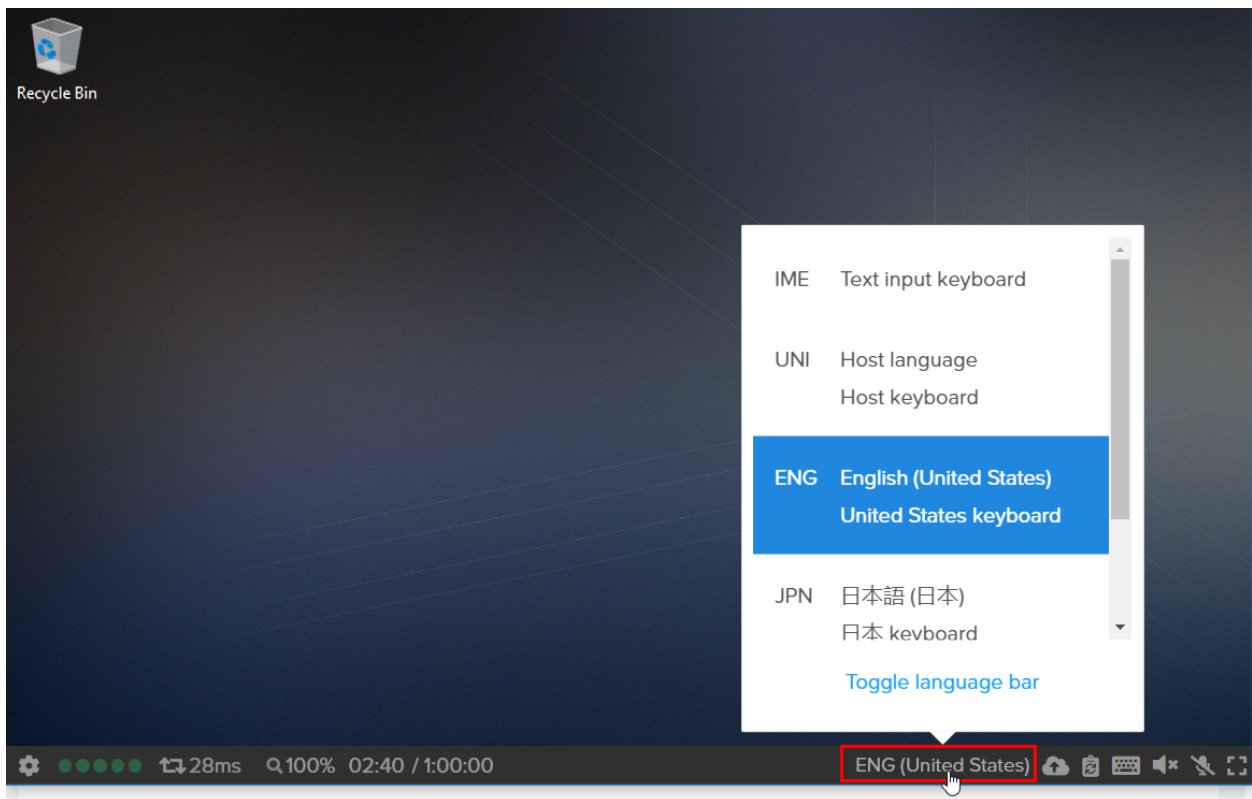 Recycle Bin
IME Text input keyboard
UNI Host language
Host keyboard
ENG English (United States)
United States keyboard
JPN 日本語 (日本)
日本 keyboard
Toggle language bar
28ms 100% 02:40 / 1:00:00 ENG (United States)